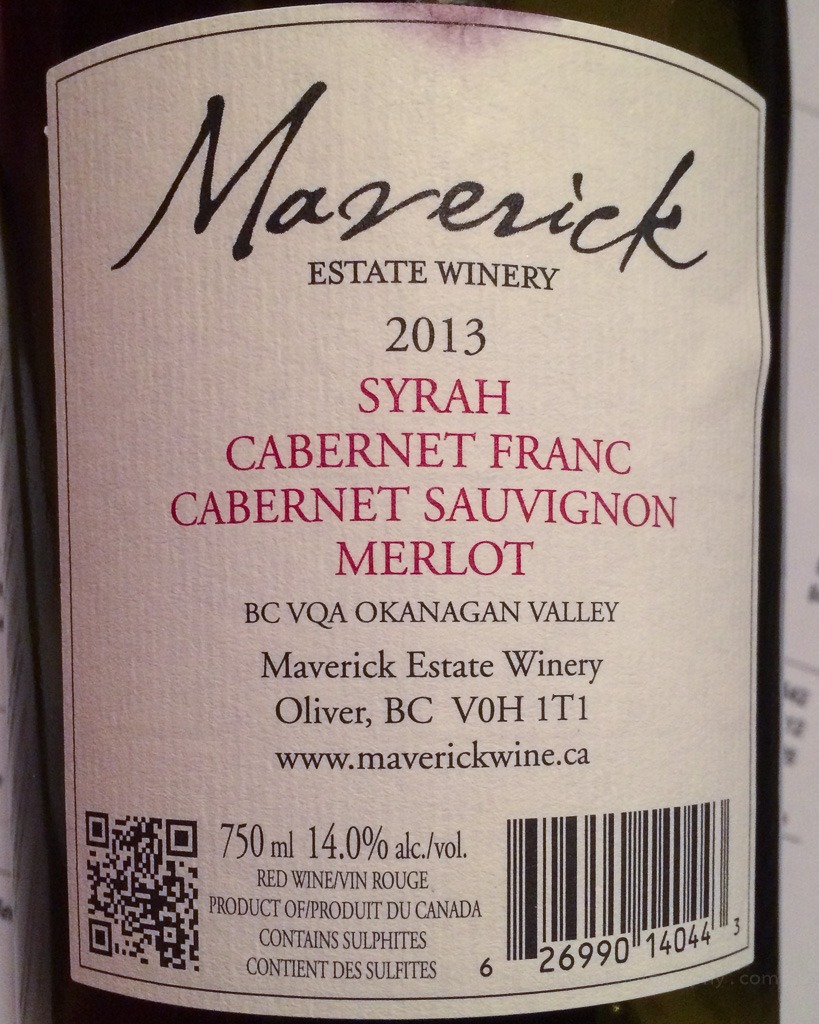 Maverick
ESTATE WINERY
2013
SYRAH
CABERNET FRANC
CABERNET SAUVIGNON
MERLOT
BC VQA OKANAGAN VALLEY
Maverick Estate Winery
Oliver, BC V0H 1T1
www.maverickwine.ca
750 ml 14.0% alc./vol.
RED WINE/VIN ROUGE
PRODUCT OF/PRODUIT DU CANADA
CONTAINS SULPHITES
CONTIENT DES SULFITES
6 26990 14044 3